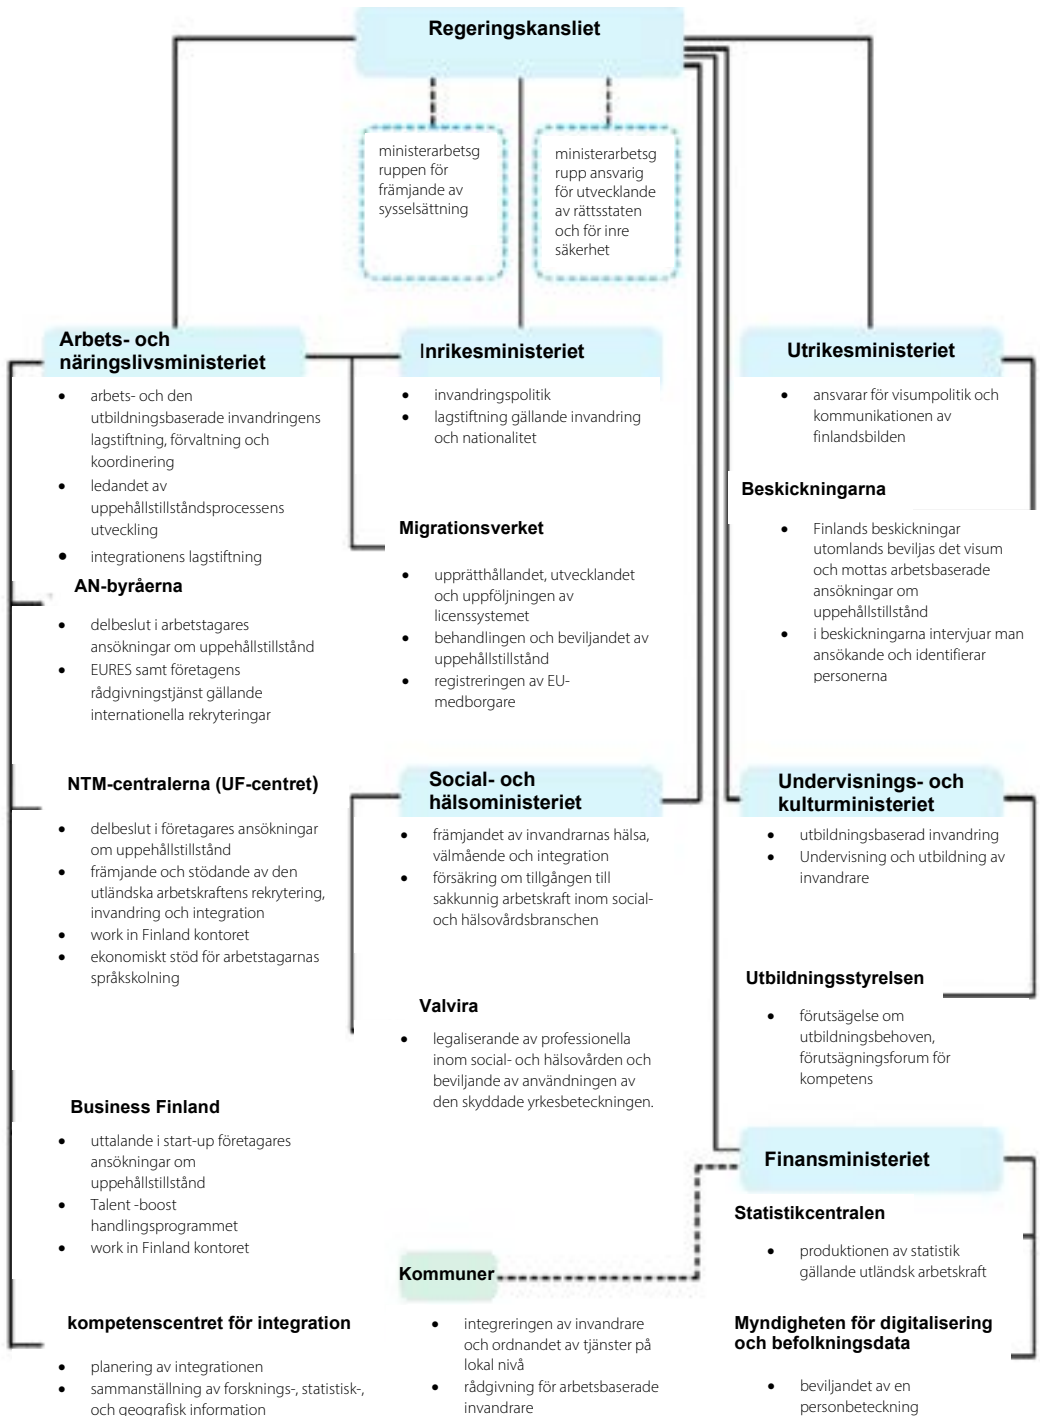 Regeringskansliet
ministerarbetsg
ruppen för
främjande av
sysselsättning
ministerarbetsg
rupp ansvarig
för utvecklande
av rättsstaten
och för inre
säkerhet
Arbets- och
näringslivsministeriet
• arbets- och den
utbildningsbaserade invandringens
lagstiftning, förvaltning och
koordinering
• ledandet av
uppehållstillståndsprocessens
utveckling
• integrationens lagstiftning
AN-byråerna
• delbeslut i arbetstagares
ansökningar om uppehållstillstånd
• EURES samt företagens
rådgivningstjänst gällande
internationella rekryteringar
NTM-centralerna (UF-centret)
• delbeslut i företagares ansökningar
om uppehållstillstånd
• främjande och stödande av den
utländska arbetskraftens rekrytering,
invandring och integration
• work in Finland kontoret
• ekonomiskt stöd för arbetstagarnas
språkskolning
Business Finland
• uttalande i start-up företagares
ansökningar om
uppehållstillstånd
• Talent -boost
handlingsprogrammet
• work in Finland kontoret
kompetenscentret för integration
• planering av integrationen
• sammanställning av forsknings-, statistisk-,
och geografisk information
Inrikesministeriet
• invandringspolitik
• lagstiftning gällande invandring
och nationalitet
Migrationsverket
• upprätthållandet, utvecklandet
och uppföljningen av
licenssystemet
• behandlingen och beviljandet av
uppehållstillstånd
• registreringen av EU-
medborgare
Social- och
hälsoministeriet
• främjandet av invandrarnas hälsa,
välmående och integration
• försäkring om tillgången till
sakkunnig arbetskraft inom social-
och hälsovårdsbranschen
Valvira
• legaliserande av professionella
inom social- och hälsovården och
beviljande av användningen av
den skyddade yrkesbeteckningen.
Kommuner
• integreringen av invandrare
och ordnandet av tjänster på
lokal nivå
• rådgivning för arbetsbaserade
invandrare
Utrikesministeriet
• ansvarar för visumpolitik och
kommunikationen av
finlandsbilden
Beskickningarna
• Finlands beskickningar
utomlands beviljas det visum
och mottas arbetsbaserade
ansökningar om
uppehållstillstånd
• i beskickningarna intervjuar man
ansökande och identifierar
personerna
Undervisnings- och
kulturministeriet
• utbildningsbaserad invandring
• Undervisning och utbildning av
invandrare
Utbildningsstyrelsen
• förutsägelse om
utbildningsbehoven,
förutsägningsforum för
kompetens
Finansministeriet
Statistikcentralen
• produktionen av statistik
gällande utländsk arbetskraft
Myndigheten för digitalisering
och befolkningsdata
• beviljandet av en
personbeteckning